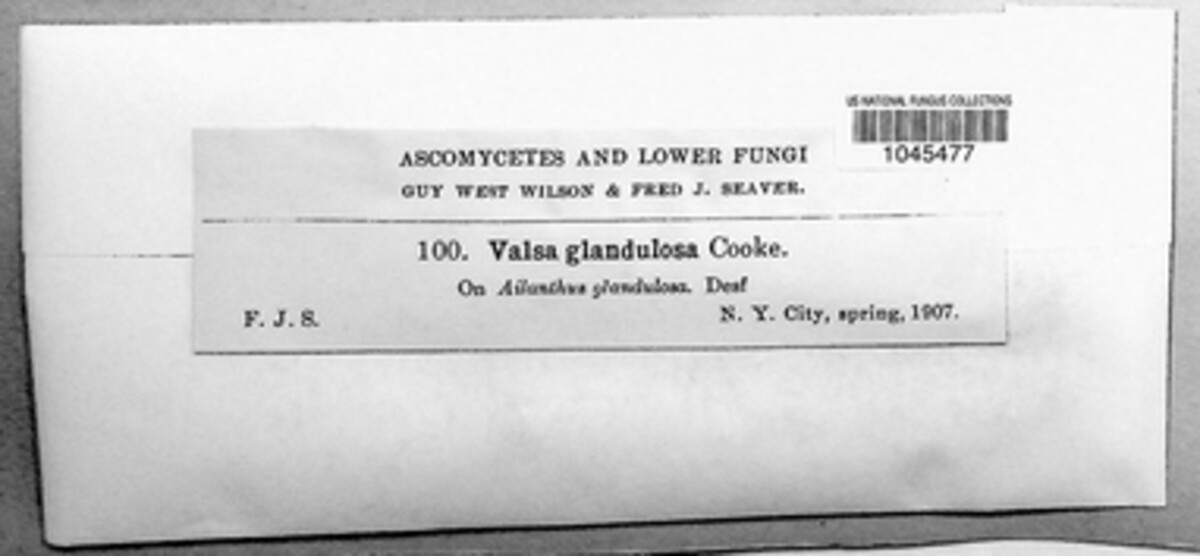 US NATIONAL FUNGUS COLLECTIONS
1045477
ASCOMYCETES AND LOWER FUNGI
GUY WEST WILSON & FRED J. SEAVER.
100. Valsa glandulosa Cooke.
On Ailanthus glandulosa. Desf
F. J. S. N. Y. City, spring, 1907.